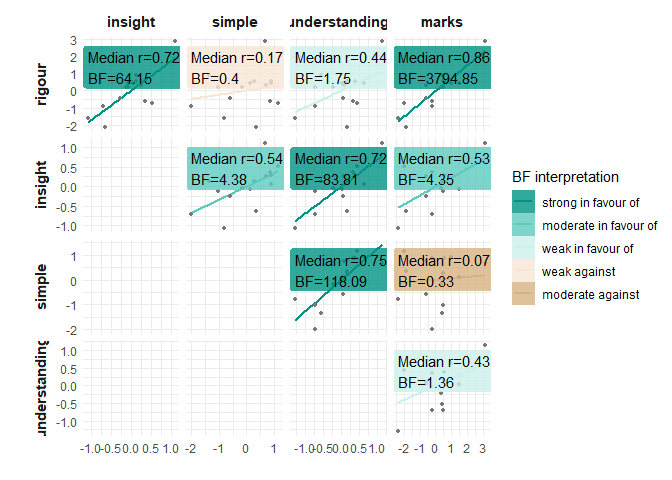 insight simple understanding marks
rigour
3
2
1
0
-1
-2
Median r=0.72
BF=64.15
Median r=0.17
BF=0.4
Median r=0.44
BF=1.75
Median r=0.86
BF=3794.85
insight
1.0
0.5
0.0
-0.5
-1.0
Median r=0.54
BF=4.38
Median r=0.72
BF=83.81
Median r=0.53
BF=4.35
simple
1
0
-1
-2
Median r=0.75
BF=118.09
Median r=0.07
BF=0.33
understanding
1.0
0.5
0.0
-0.5
-1.0
Median r=0.43
BF=1.36
-1.0 -0.5 0.0 0.5 1.0 -2 -1 0 1 -1.0 -0.5 0.0 0.5 1.0 -2 -1 0 1 2 3
BF interpretation
strong in favour of
moderate in favour of
weak in favour of
weak against
moderate against